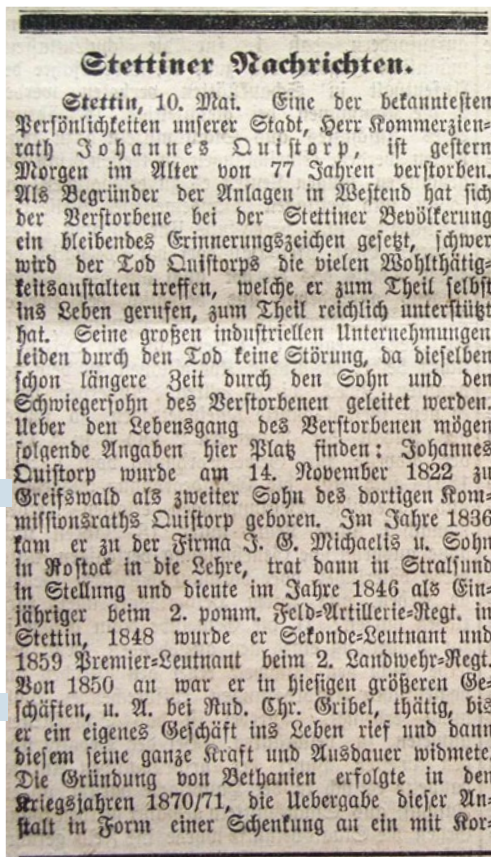 Stettiner Nachrichten.
Stettin, 10. Mai. Eine der bekanntesten
Persönlichkeiten unserer Stadt, Herr Kommerzien-
rath Johannes Quistorp, ist gestern
Morgen im Alter von 77 Jahren verstorben.
Als Begründer der Anlagen in Westend hat sich
der Verstorbene bei der Stettiner Bevölkerung
ein bleibendes Erinnerungszeichen gesetzt, schwer
wird der Tod Quistorps die vielen Wohlthätig-
keitsanstalten treffen, welche er zum Theil selbst
ins Leben gerufen, zum Theil reichlich unterstützt
hat. Seine großen industriellen Unternehmungen
leiden durch den Tod keine Störung, da dieselben
schon längere Zeit durch den Sohn und den
Schwiegersohn des Verstorbenen geleitet werden.
Ueber den Lebensgang des Verstorbenen mögen
folgende Angaben hier Platz finden: Johannes
Quistorp wurde am 14. November 1822 zu
Greifswald als zweiter Sohn des dortigen Kom-
missionsraths Quistorp geboren. Im Jahre 1836
kam er zu der Firma J. G. Michaelis u. Sohn
in Rostock in die Lehre, trat dann in Stralsund
in Stellung und diente im Jahre 1846 als Ein-
jähriger beim 2. pomm. Feld-Artillerie-Regt. in
Stettin, 1848 wurde er Sekonde-Leutnant und
1859 Premier-Leutnant beim 2. Landwehr-Regt.
Von 1850 an war er in hiesigen größeren Ge-
schäften, u. A. bei Rud. Chr. Gribel, thätig, bis
er ein eigenes Geschäft ins Leben rief und dann
diesem seine ganze Kraft und Ausdauer widmete.
Die Gründung von Bethanien erfolgte in den
Kriegsjahren 1870/71, die Uebergabe dieser An-
stalt in Form einer Schenkung an ein mit Kor-